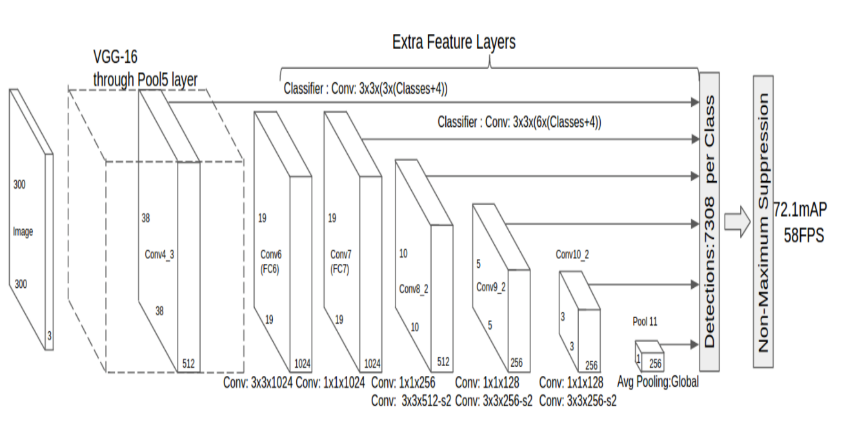 Extra Feature Layers
VGG-16
through Pool5 layer
Classifier : Conv: 3x3x(3x(Classes+4))
Classifier : Conv: 3x3x(6x(Classes+4))
300
Image
300
3
38
Conv4_3
38
512
19
Conv6
(FC6)
19
1024
19
Conv7
(FC7)
19
1024
10
Conv8_2
10
512
5
Conv9_2
5
256
Conv10_2
3
3
256
Pool 11
1
256
Conv: 3x3x1024
Conv: 1x1x1024
Conv: 1x1x256
Conv: 3x3x512-s2
Conv: 1x1x128
Conv: 3x3x256-s2
Conv: 1x1x128
Conv: 3x3x256-s2
Avg Pooling:Global
Detections:7308 per Class
Non-Maximum Suppression
72.1mAP
58FPS